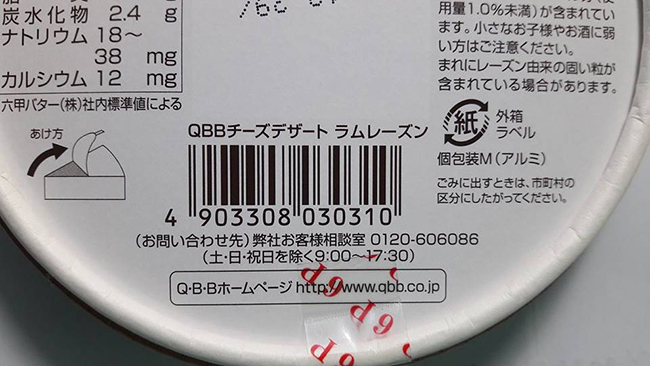 炭水化物 2.4 g
ナトリウム 18〜
38 mg
カルシウム 12 mg
六甲バター(株)社内標準値による
用量1.0%未満)が含まれてい
ます。小さなお子様やお酒に弱
い方はご注意ください。
まれにレーズン由来の固い粒が
含まれている場合があります。
あけ方
QBBチーズデザート ラムレーズン
4 903308 030310
紙
外箱
ラベル
個包装M(アルミ)
ごみに出すときは、市町村の
区分にしたがってください。
(お問い合わせ先)弊社お客様相談室 0120-606086
(土・日・祝日を除く9:00〜17:30)
Q・B・Bホームページ http://www.qbb.co.jp
6P
6P
6P